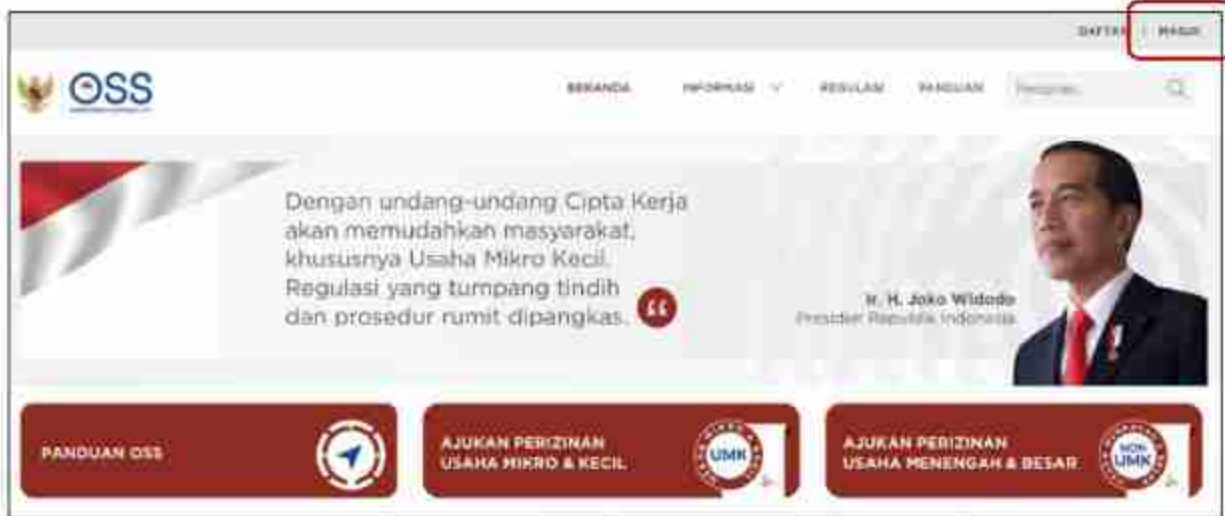 DAFTAR | MASUK
OSS
BERANDA INFORMASI REGULASI PANDUAN
Dengan undang-undang Cipta Kerja
akan memudahkan masyarakat,
khususnya Usaha Mikro Kecil.
Regulasi yang tumpang tindih
dan prosedur rumit dipangkas.
Ir. H. Joko Widodo
Presiden Republik Indonesia
PANDUAN OSS
AJUKAN PERIZINAN
USAHA MIKRO & KECIL
UMK
AJUKAN PERIZINAN
USAHA MENENGAH & BESAR
NON
UMK